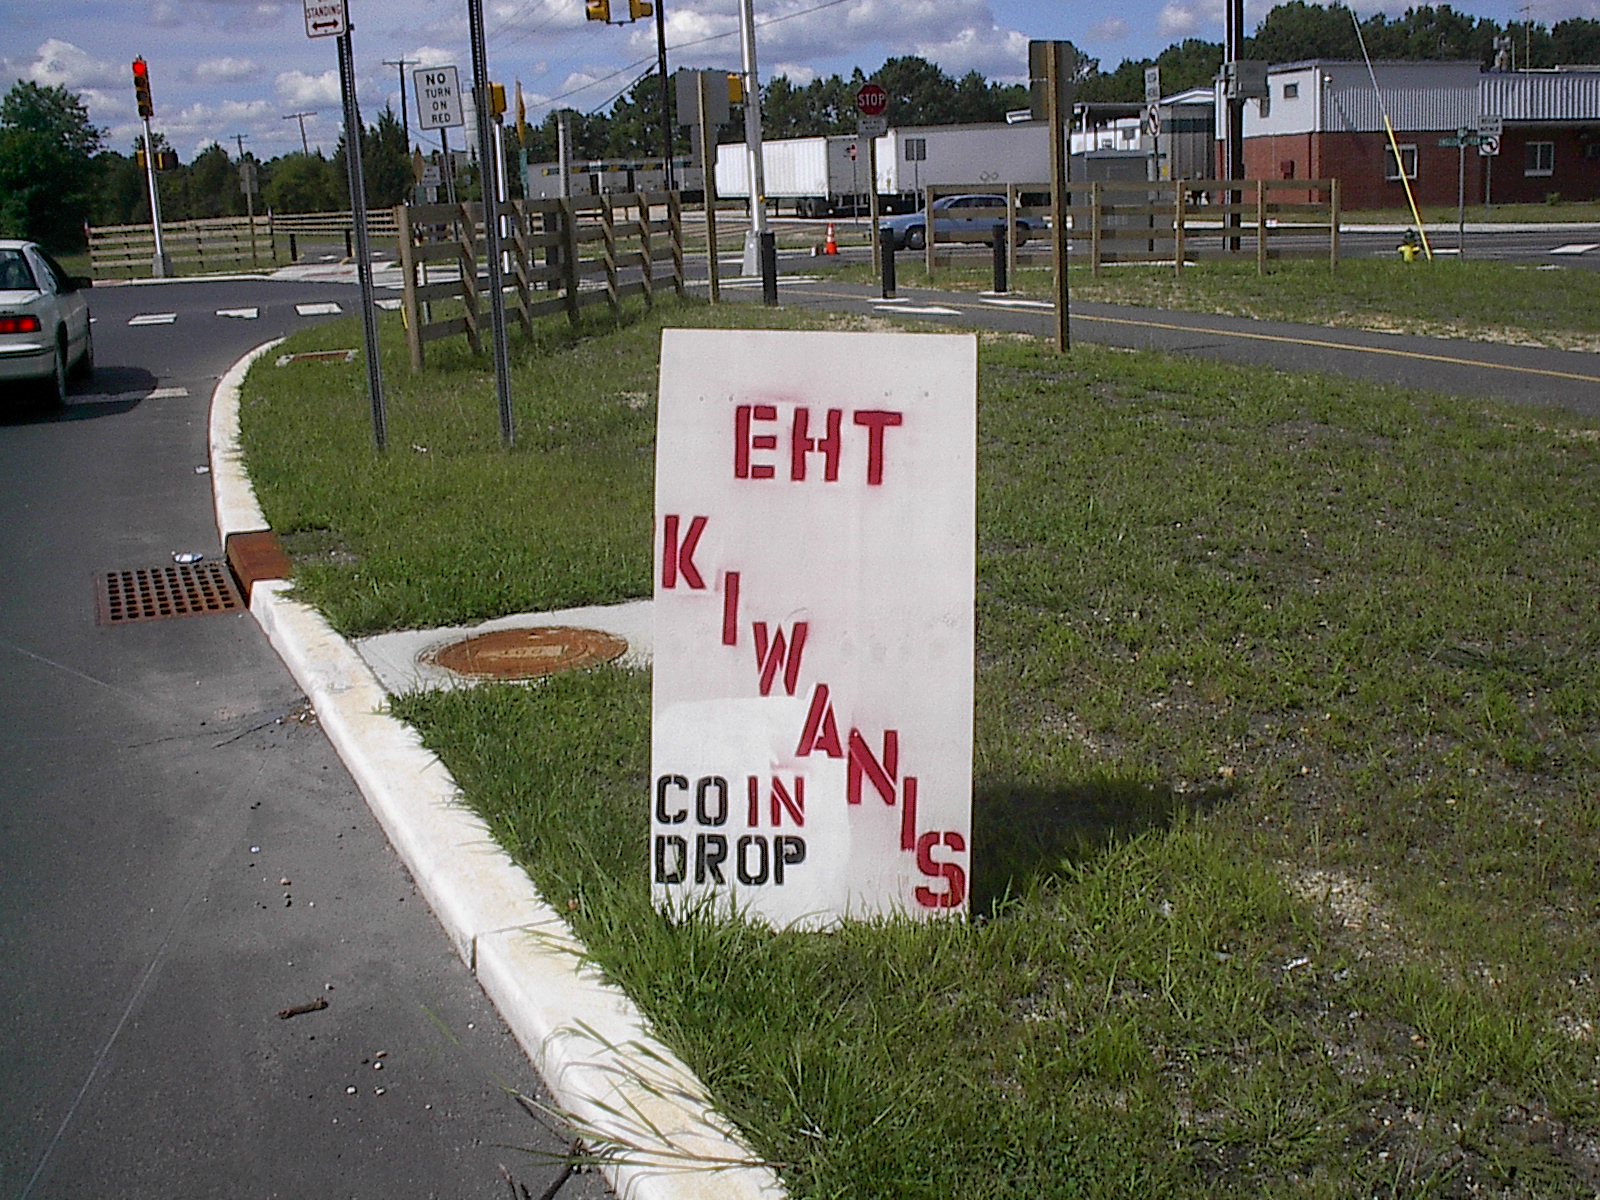 STANDING
NO
TURN
ON
RED
STOP
EHT
KIWANIS
COIN
DROP